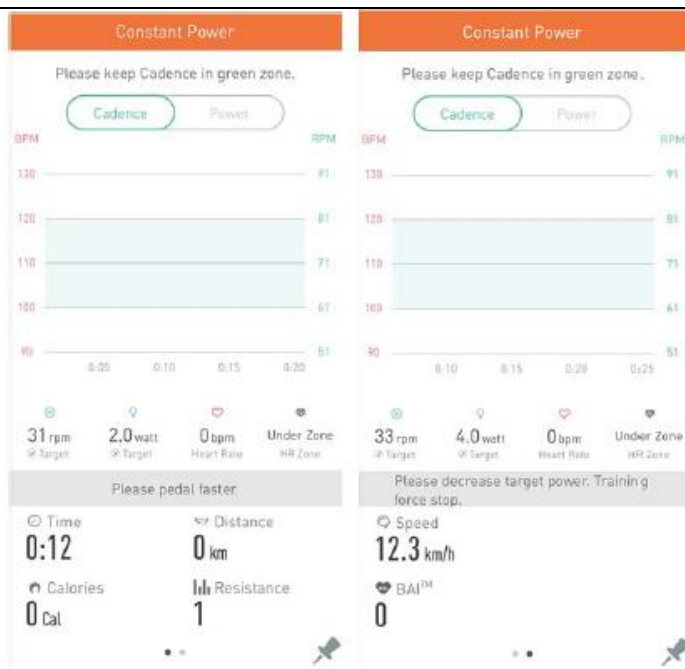 Constant Power
Please keep Cadence in green zone.
Cadence Power
BPM RPM
130 91
120 81
110 71
100 61
90 51
0:05 0:10 0:15 0:20
31 rpm 2.0 watt 0 bpm Under Zone
Target Target Heart Rate HR Zone
Please pedal faster.
Time Distance
0:12 0 km
Calories Resistance
0 Cal 1
Constant Power
Please keep Cadence in green zone.
Cadence Power
BPM RPM
130 91
120 81
110 71
100 61
90 51
0:10 0:15 0:20 0:25
33 rpm 4.0 watt 0 bpm Under Zone
Target Target Heart Rate HR Zone
Please decrease target power. Training
force stop.
Speed
12.3 km/h
BAI™
0